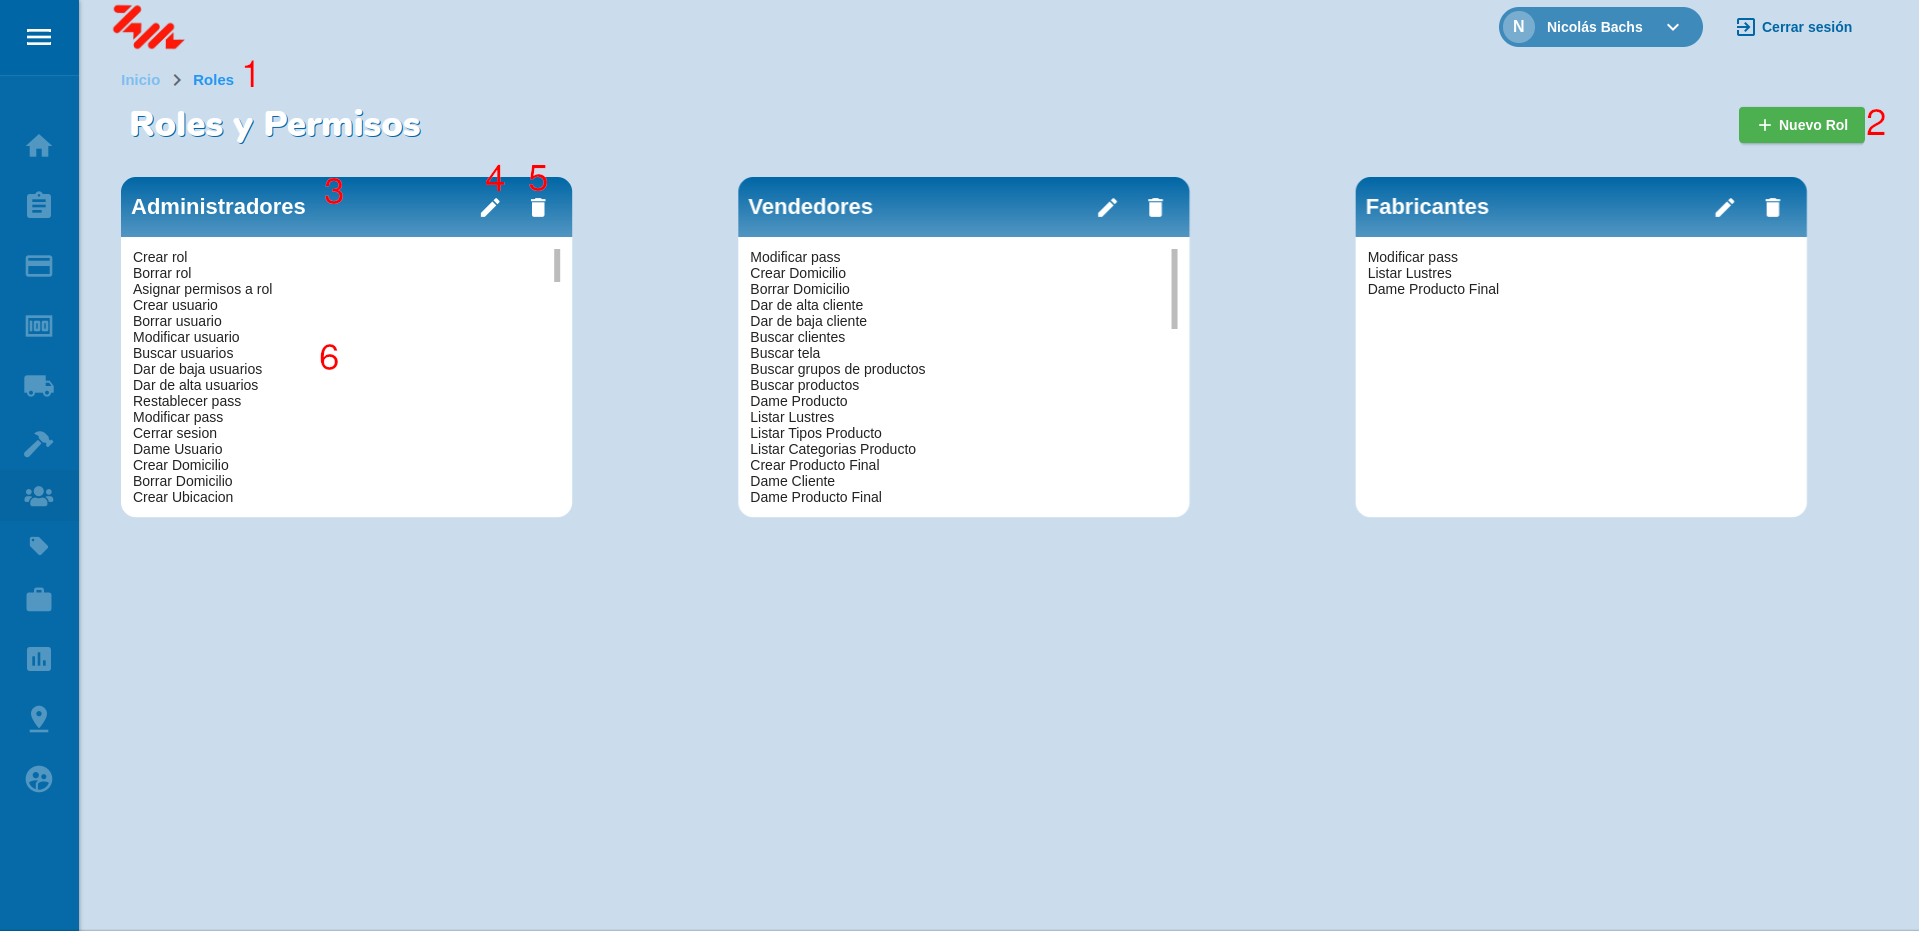 N Nicolás Bachs
Cerrar sesión
Inicio > Roles 1
Roles y Permisos
+ Nuevo Rol 2
Administradores 3 4 5
Crear rol
Borrar rol
Asignar permisos a rol
Crear usuario
Borrar usuario
Modificar usuario
Buscar usuarios
6
Dar de baja usuarios
Dar de alta usuarios
Restablecer pass
Modificar pass
Cerrar sesion
Dame Usuario
Crear Domicilio
Borrar Domicilio
Crear Ubicacion
Vendedores
Modificar pass
Crear Domicilio
Borrar Domicilio
Dar de alta cliente
Dar de baja cliente
Buscar clientes
Buscar tela
Buscar grupos de productos
Buscar productos
Dame Producto
Listar Lustres
Listar Tipos Producto
Listar Categorias Producto
Crear Producto Final
Dame Cliente
Dame Producto Final
Fabricantes
Modificar pass
Listar Lustres
Dame Producto Final